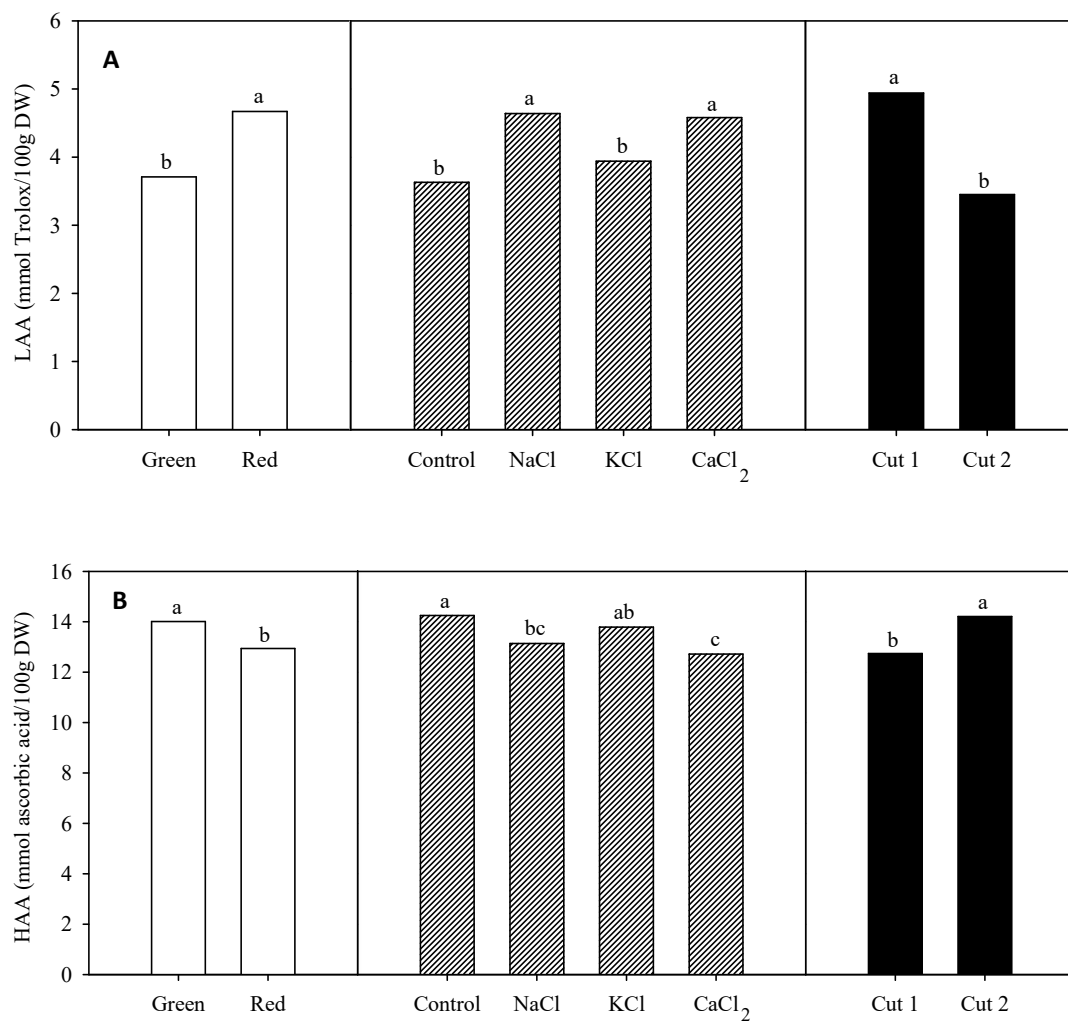 A
LAA (mmol Trolox/100g DW)
6
5
4
3
2
1
0
b
a
b
a
b
a
a
b
Green Red Control NaCl KCl CaCl2 Cut 1 Cut 2
B
HAA (mmol ascorbic acid/100g DW)
16
14
12
10
8
6
4
2
0
a
b
a
bc
ab
c
b
a
Green Red Control NaCl KCl CaCl2 Cut 1 Cut 2